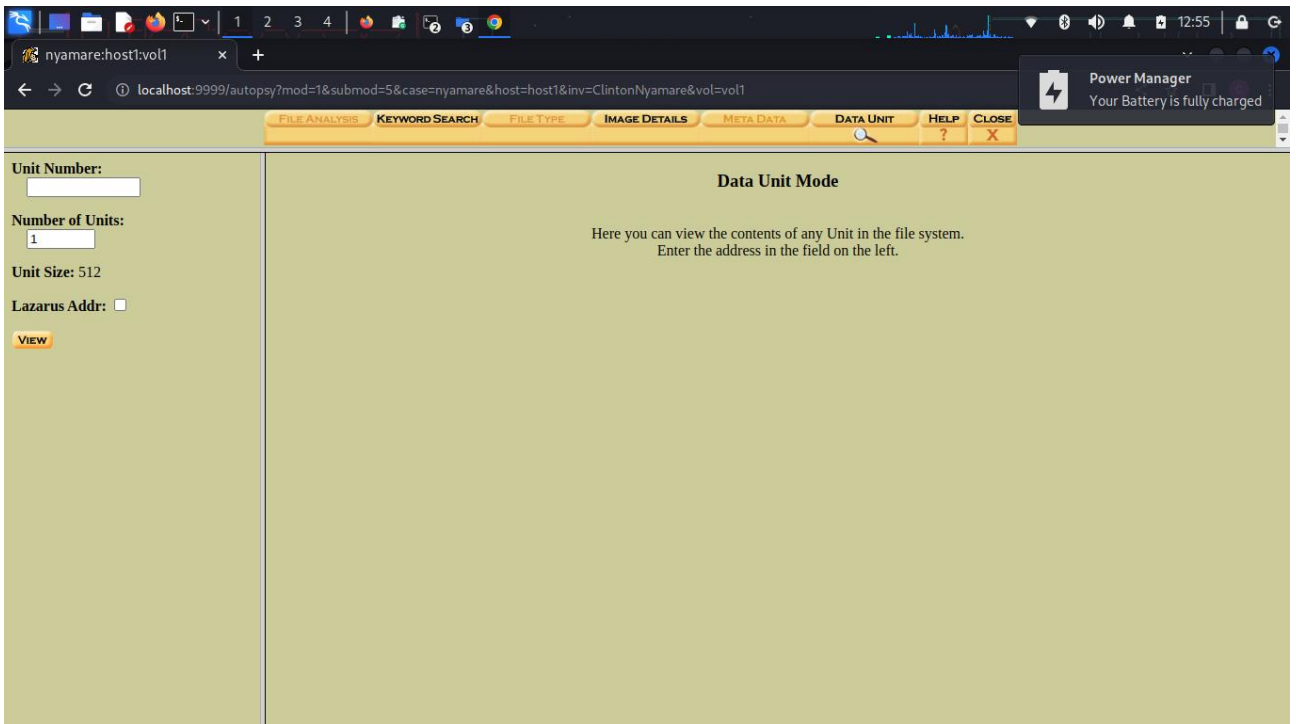 1 2 3 4 2 3 12:55
nyamare:host1:vol1 x +
localhost:9999/autopsy?mod=1&submod=5&case=nyamare&host=host1&inv=ClintonNyamare&vol=vol1
Power Manager
Your Battery is fully charged
FILE ANALYSIS KEYWORD SEARCH FILE TYPE IMAGE DETAILS META DATA DATA UNIT HELP CLOSE
? X
Unit Number:
Number of Units:
1
Unit Size: 512
Lazarus Addr:
VIEW
Data Unit Mode
Here you can view the contents of any Unit in the file system.
Enter the address in the field on the left.